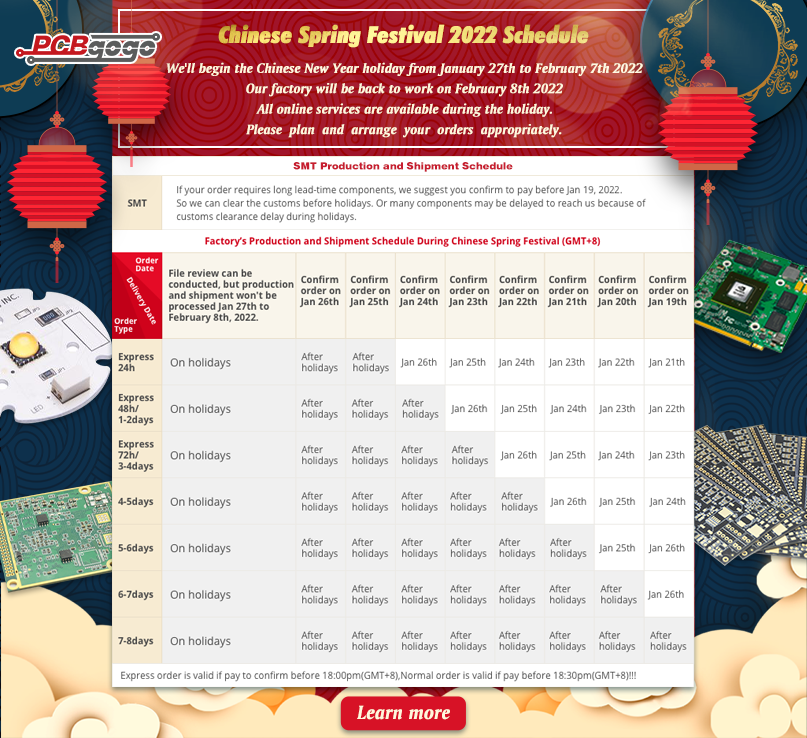 PCBgogo
Chinese Spring Festival 2022 Schedule
We'll begin the Chinese New Year holiday from January 27th to February 7th 2022
Our factory will be back to work on February 8th 2022
All online services are available during the holiday.
Please plan and arrange your orders appropriately.
SMT Production and Shipment Schedule
SMT
If your order requires long lead-time components, we suggest you confirm to pay before Jan 19, 2022.
So we can clear the customs before holidays. Or many components may be delayed to reach us because of
customs clearance delay during holidays.
Factory's Production and Shipment Schedule During Chinese Spring Festival (GMT+8)
Order
Date
Delivery Date
Order
Type
File review can be
conducted, but production
and shipment won't be
processed Jan 27th to
February 8th, 2022.
Confirm
order on
Jan 26th
Confirm
order on
Jan 25th
Confirm
order on
Jan 24th
Confirm
order on
Jan 23th
Confirm
order on
Jan 22th
Confirm
order on
Jan 21th
Confirm
order on
Jan 20th
Confirm
order on
Jan 19th
Express
24h
On holidays
After
holidays
After
holidays
Jan 26th
Jan 25th
Jan 24th
Jan 23th
Jan 22th
Jan 21th
Express
48h/
1-2days
On holidays
After
holidays
After
holidays
After
holidays
Jan 26th
Jan 25th
Jan 24th
Jan 23th
Jan 22th
Express
72h/
3-4days
On holidays
After
holidays
After
holidays
After
holidays
After
holidays
Jan 26th
Jan 25th
Jan 24th
Jan 23th
4-5days
On holidays
After
holidays
After
holidays
After
holidays
After
holidays
After
holidays
Jan 26th
Jan 25th
Jan 24th
5-6days
On holidays
After
holidays
After
holidays
After
holidays
After
holidays
After
holidays
After
holidays
Jan 25th
Jan 26th
6-7days
On holidays
After
holidays
After
holidays
After
holidays
After
holidays
After
holidays
After
holidays
After
holidays
Jan 26th
7-8days
On holidays
After
holidays
After
holidays
After
holidays
After
holidays
After
holidays
After
holidays
After
holidays
After
holidays
Express order is valid if pay to confirm before 18:00pm(GMT+8),Normal order is valid if pay before 18:30pm(GMT+8)!!!
Learn more
INC.
LED